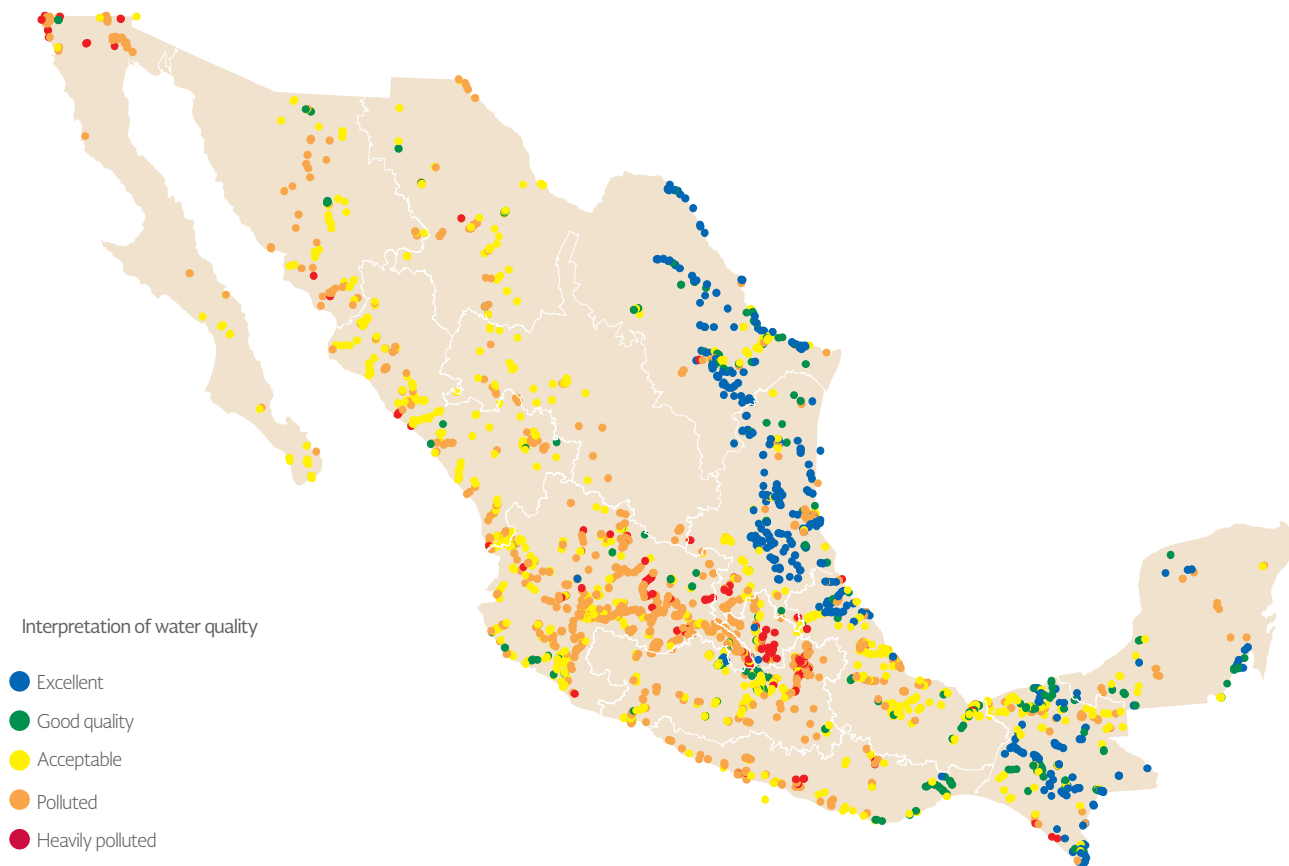 Interpretation of water quality
Excellent
Good quality
Acceptable
Polluted
Heavily polluted